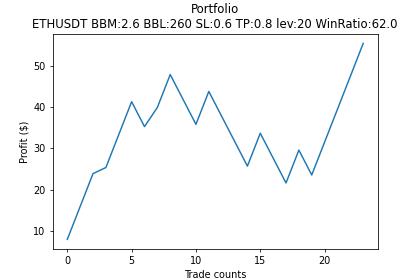 Portfolio
ETHUSDT BBM:2.6 BBL:260 SL:0.6 TP:0.8 lev:20 WinRatio:62.0
Profit ($)
50
40
30
20
10
0 5 10 15 20
Trade counts